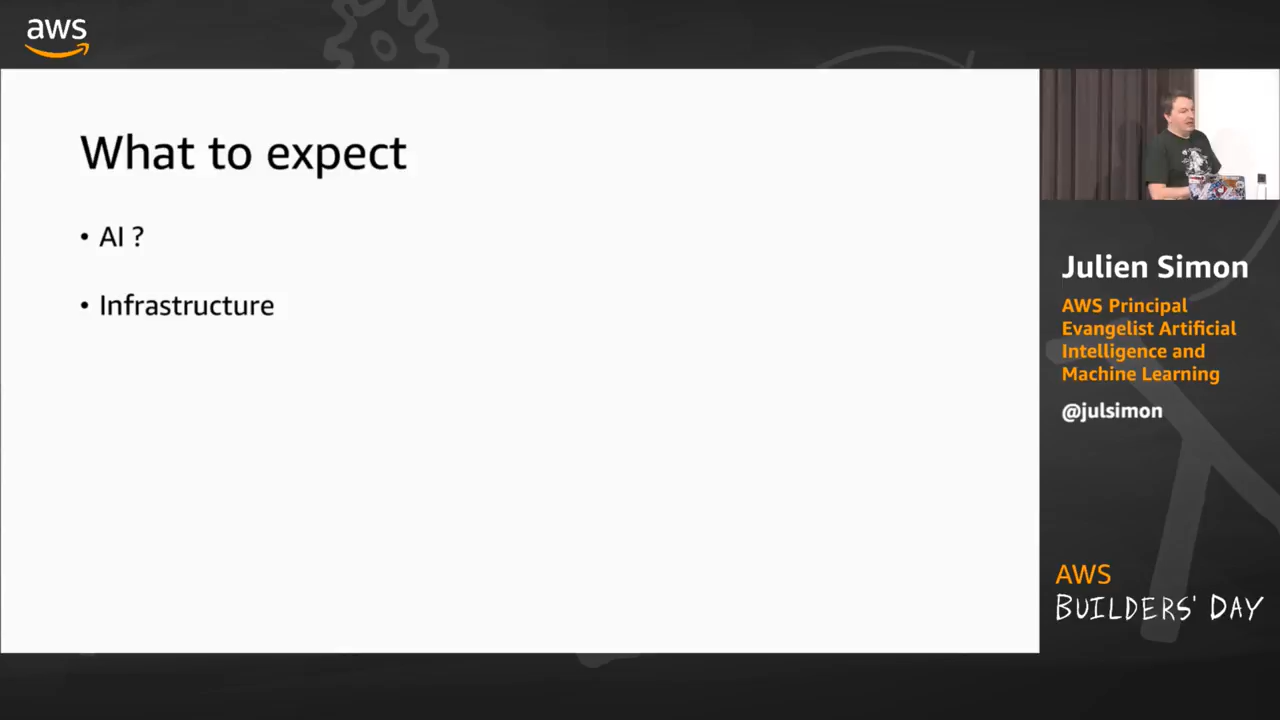 aws
What to expect
• AI ?
• Infrastructure
Julien Simon
AWS Principal
Evangelist Artificial
Intelligence and
Machine Learning
@julsimon
AWS
BUILDERS' DAY